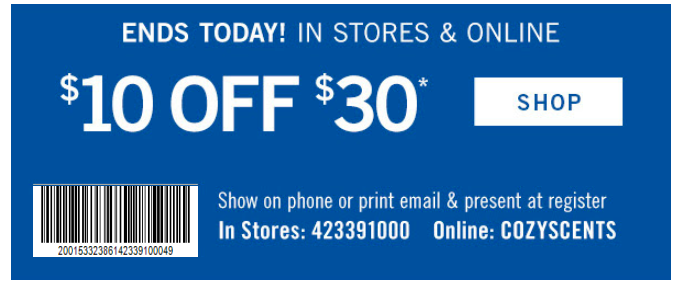 ENDS TODAY! IN STORES & ONLINE
$10 OFF $30*
SHOP
Show on phone or print email & present at register
In Stores: 423391000 Online: COZYSCENTS
20015332386142339100049